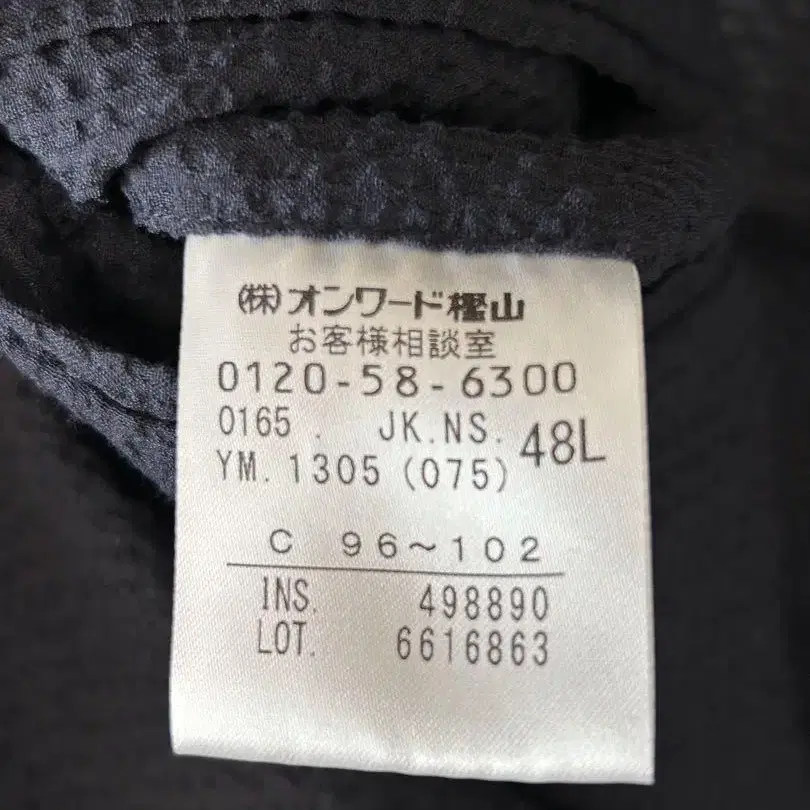 ㈱オンワード樫山
お客様相談室
0120-58-6300
0165 . JK.NS. 48L
YM. 1305 (075)
C 96~102
INS. 498890
LOT. 6616863